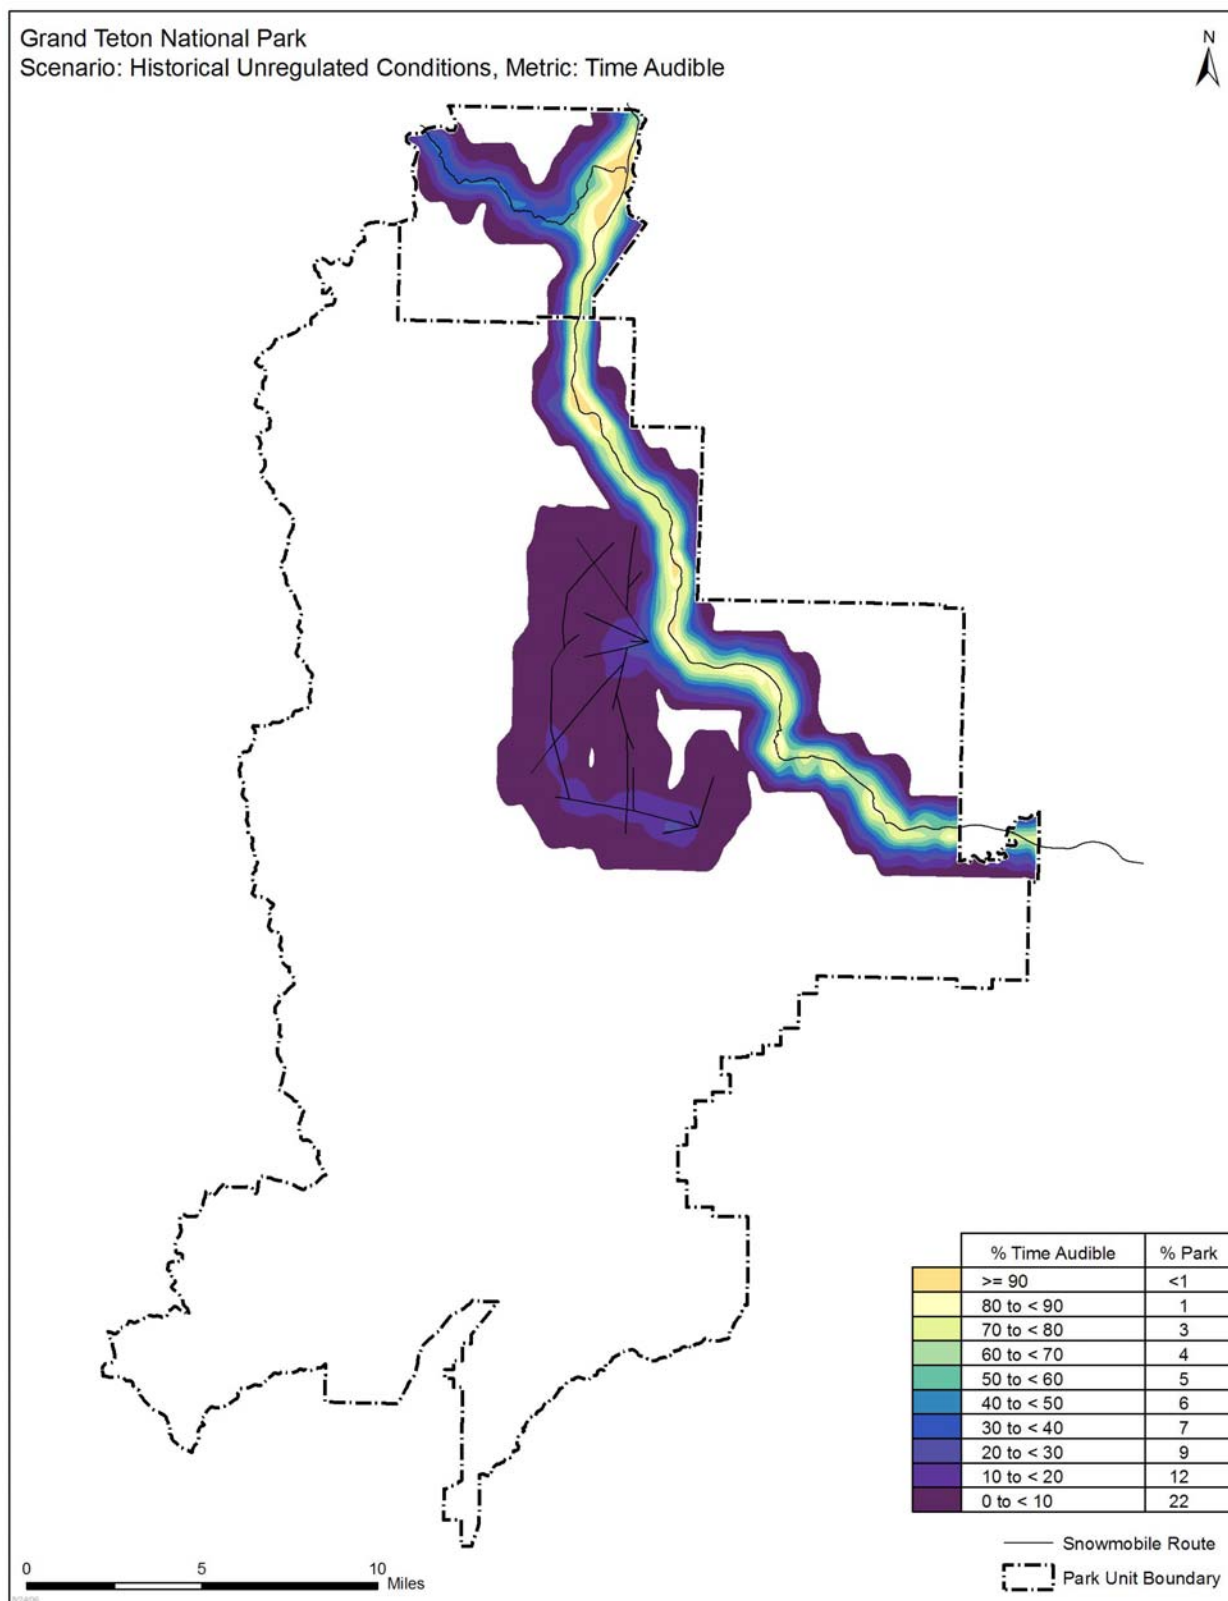 Grand Teton National Park
Scenario: Historical Unregulated Conditions, Metric: Time Audible
N
% Time Audible % Park
>= 90 <1
80 to < 90 1
70 to < 80 3
60 to < 70 4
50 to < 60 5
40 to < 50 6
30 to < 40 7
20 to < 30 9
10 to < 20 12
0 to < 10 22
Snowmobile Route
Park Unit Boundary
0 5 10
Miles